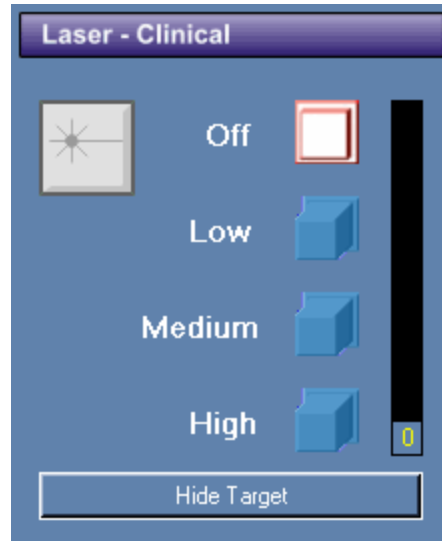 Laser - Clinical
Off
Low
Medium
High
0
Hide Target